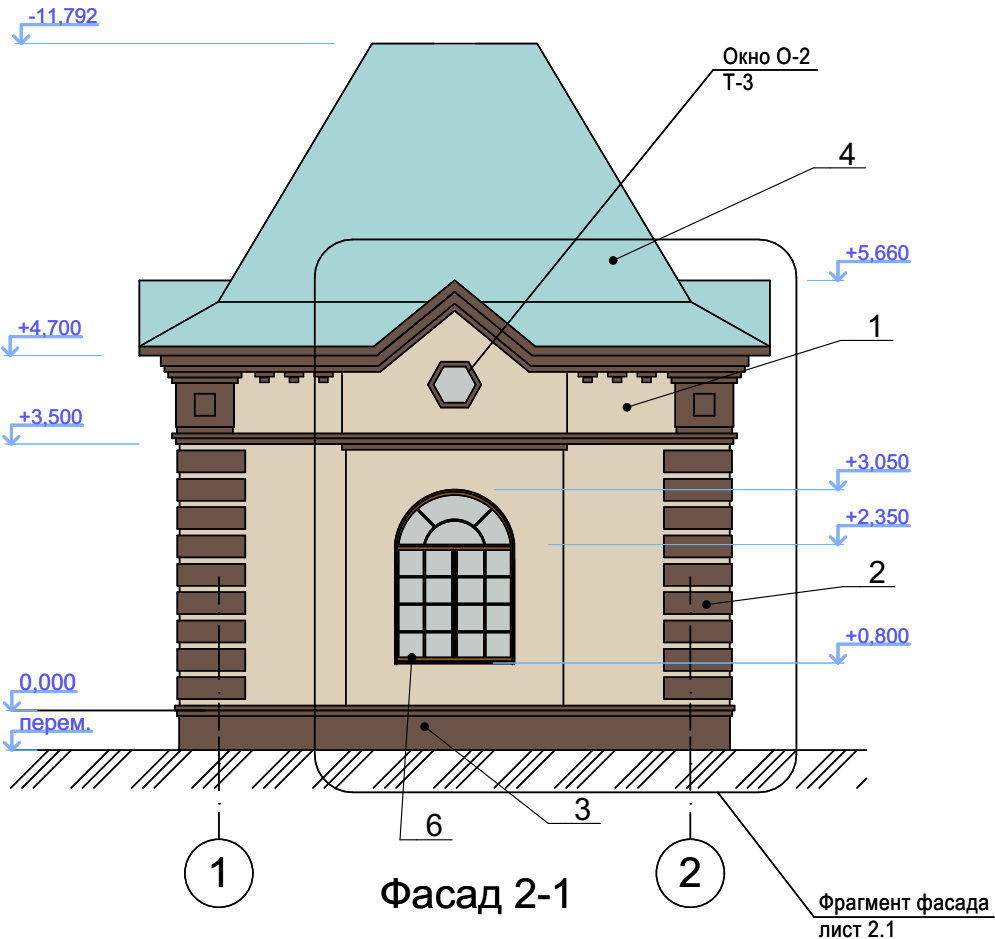 -11,792
Окно О-2
Т-3
4
+5,660
+4,700
1
+3,500
+3,050
+2,350
2
+0,800
0,000
перем.
3
6
1
2
Фасад 2-1
Фрагмент фасада
лист 2.1